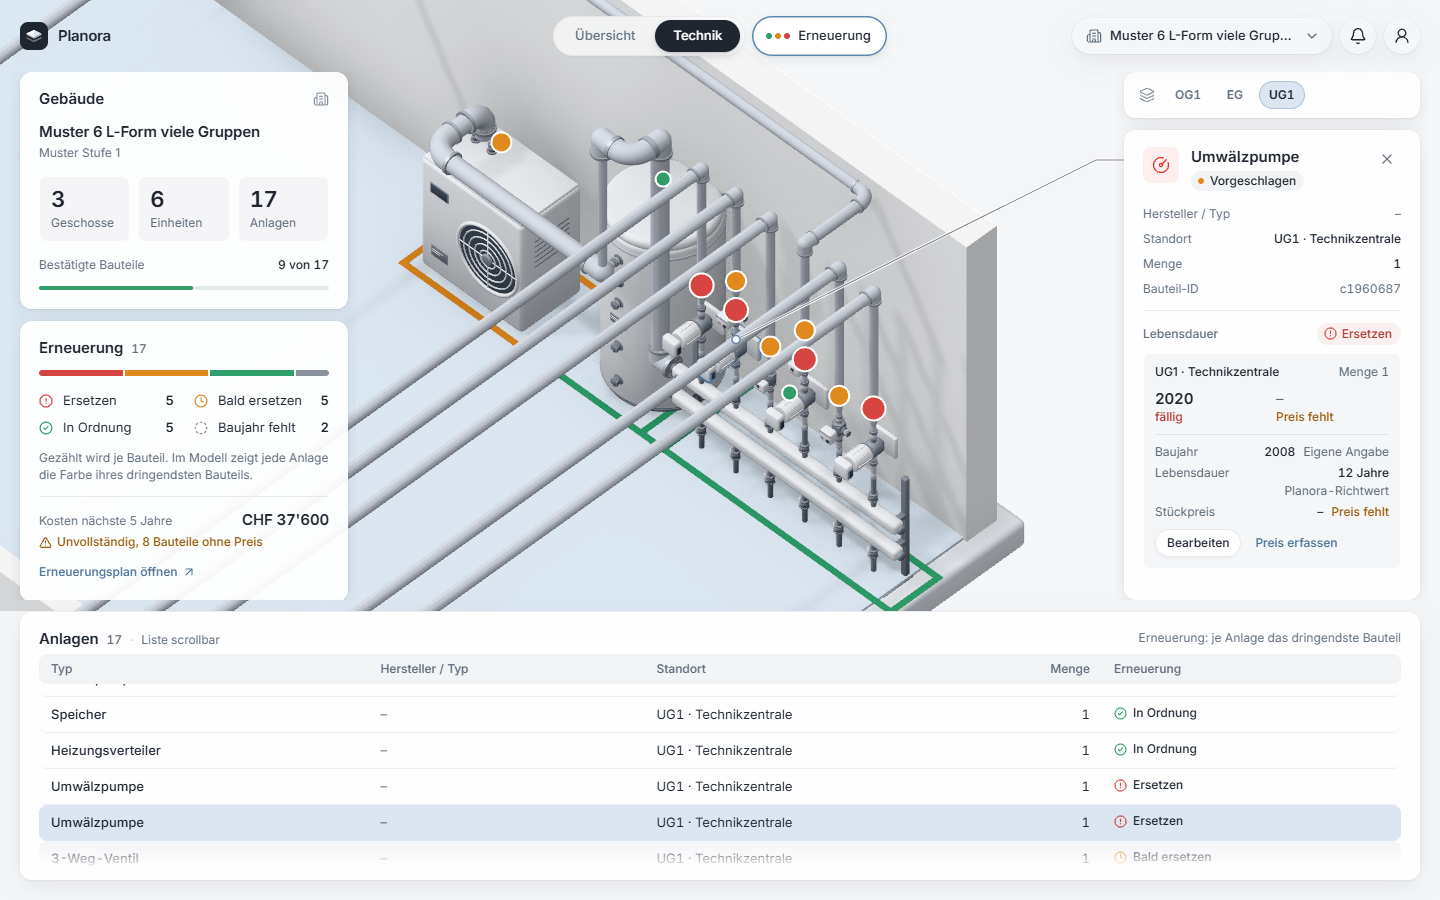 Planora
Übersicht
Technik
Erneuerung
Muster 6 L-Form viele Grup...
Gebäude
Muster 6 L-Form viele Gruppen
Muster Stufe 1
3 6 17
Geschosse Einheiten Anlagen
Bestätigte Bauteile 9 von 17
Erneuerung 17
Ersetzen 5 Bald ersetzen 5
In Ordnung 5 Baujahr fehlt 2
Gezählt wird je Bauteil. Im Modell zeigt jede Anlage
die Farbe ihres dringendsten Bauteils.
Kosten nächste 5 Jahre CHF 37'600
Unvollständig, 8 Bauteile ohne Preis
Erneuerungsplan öffnen
OG1 EG UG1
Umwälzpumpe
Vorgeschlagen
Hersteller / Typ –
Standort UG1 · Technikzentrale
Menge 1
Bauteil-ID c1960687
Lebensdauer Ersetzen
UG1 · Technikzentrale Menge 1
2020 –
fällig Preis fehlt
Baujahr 2008 Eigene Angabe
Lebensdauer 12 Jahre
Planora-Richtwert
Stückpreis – Preis fehlt
Bearbeiten Preis erfassen
Anlagen 17 · Liste scrollbar
Erneuerung: je Anlage das dringendste Bauteil
Typ Hersteller / Typ Standort Menge Erneuerung
Speicher – UG1 · Technikzentrale 1 In Ordnung
Heizungsverteiler – UG1 · Technikzentrale 1 In Ordnung
Umwälzpumpe – UG1 · Technikzentrale 1 Ersetzen
Umwälzpumpe – UG1 · Technikzentrale 1 Ersetzen
3-Weg-Ventil – UG1 · Technikzentrale 1 Bald ersetzen